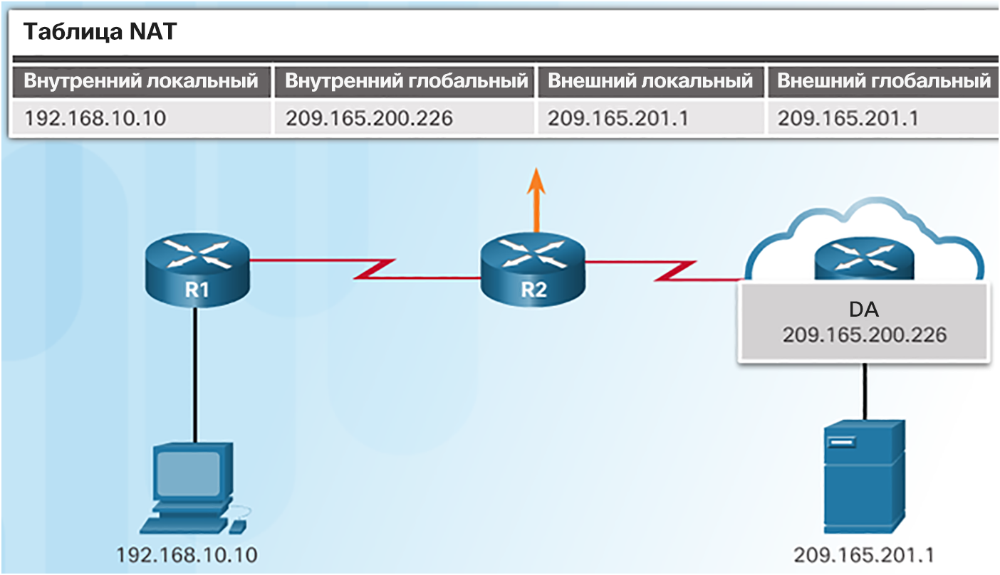 Таблица NAT
Внутренний локальный Внутренний глобальный Внешний локальный Внешний глобальный
192.168.10.10 209.165.200.226 209.165.201.1 209.165.201.1
R1 R2
DA
209.165.200.226
192.168.10.10 209.165.201.1